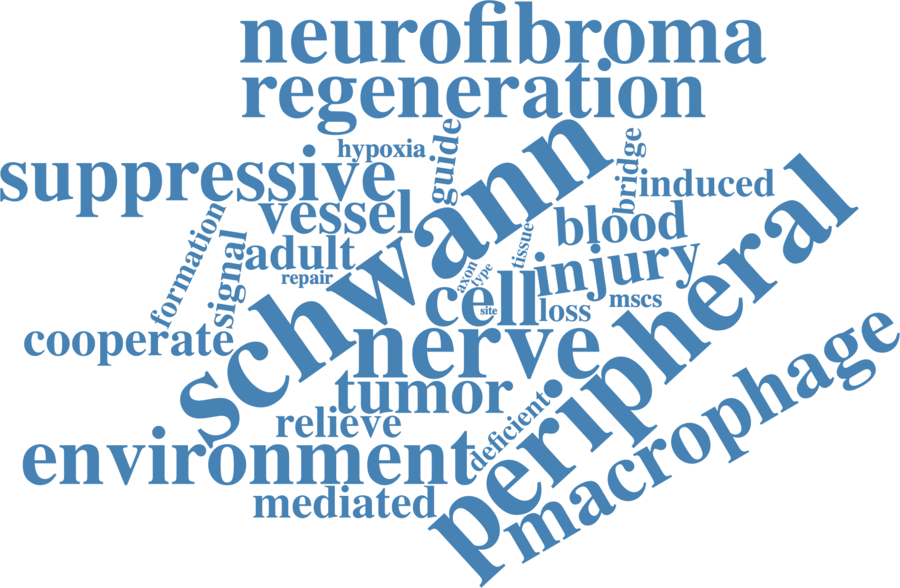 neurofibroma
regeneration
schwann
hypoxia
guide
bridge
suppressive
induced
peripheral
vessel
blood
formation
signal
adult
tissue
injury
repair
axon
type
cell
site
loss
mscs
cooperate
nerve
macrophage
tumor
relieve
deficient
environment
mediated